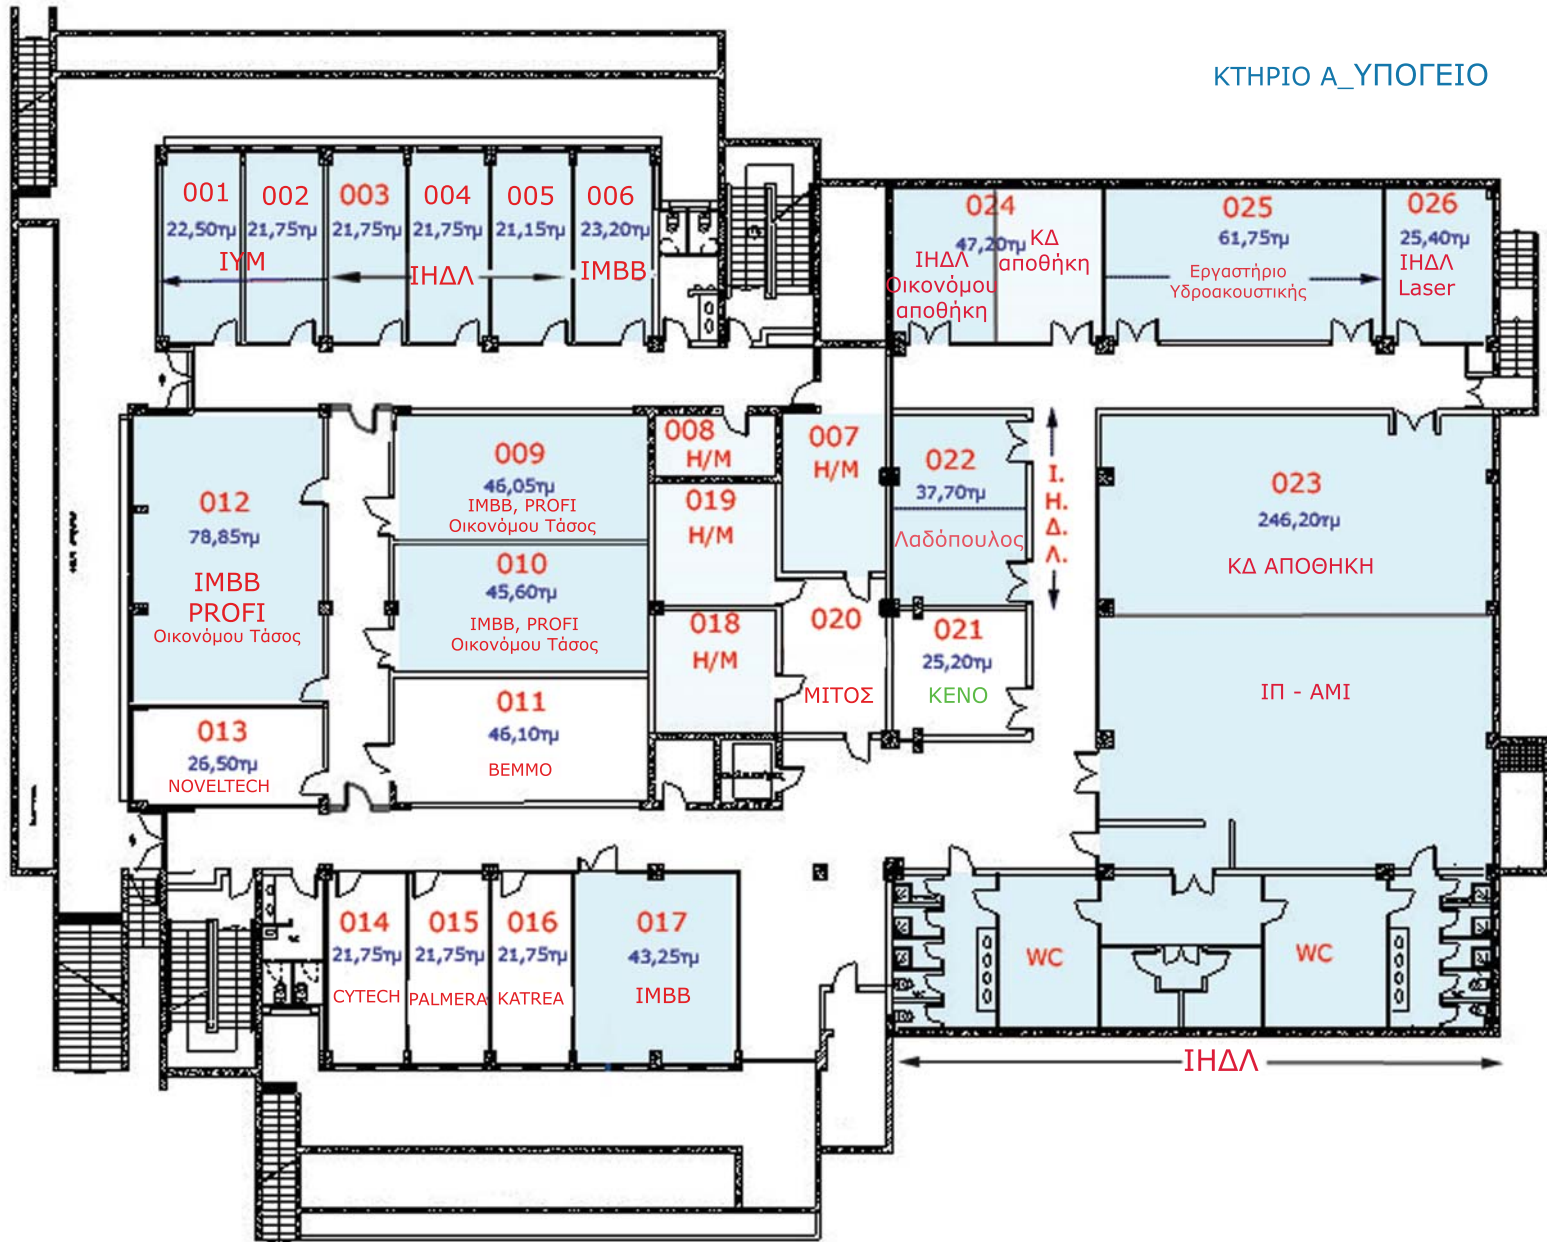 ΚΤΗΡΙΟ Α_ΥΠΟΓΕΙΟ
001
22,50τμ
002
21,75τμ
ΙΥΜ
003
21,75τμ
004
21,75τμ
005
21,15τμ
ΙΗΔΛ
006
23,20τμ
ΙΜΒΒ
024
47,20τμ
ΙΗΔΛ
Οικονόμου
αποθήκη
ΚΔ
αποθήκη
025
61,75τμ
Εργαστήριο
Υδροακουστικής
026
25,40τμ
ΙΗΔΛ
Laser
012
78,85τμ
ΙΜΒΒ
PROFI
Οικονόμου Τάσος
009
46,05τμ
ΙΜΒΒ, PROFI
Οικονόμου Τάσος
010
45,60τμ
ΙΜΒΒ, PROFI
Οικονόμου Τάσος
011
46,10τμ
ΒΕΜΜΟ
013
26,50τμ
NOVELTECH
008
Η/Μ
019
Η/Μ
018
Η/Μ
007
Η/Μ
020
ΜΙΤΟΣ
022
37,70τμ
Λαδόπουλος
021
25,20τμ
ΚΕΝΟ
Ι.
Η.
Δ.
Λ.
023
246,20τμ
ΚΔ ΑΠΟΘΗΚΗ
ΙΠ - ΑΜΙ
014
21,75τμ
CYTECH
015
21,75τμ
PALMERA
016
21,75τμ
KATREA
017
43,25τμ
ΙΜΒΒ
WC
WC
ΙΗΔΛ